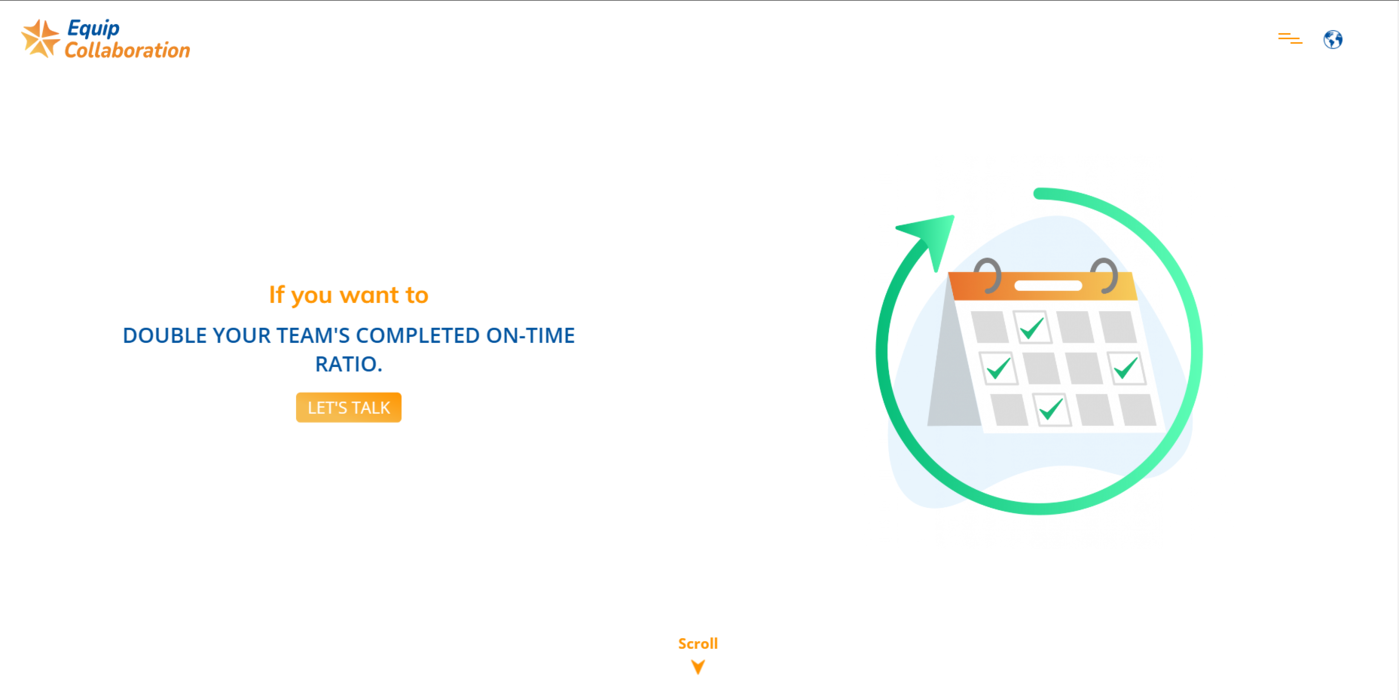 Equip
Collaboration
If you want to
DOUBLE YOUR TEAM'S COMPLETED ON-TIME
RATIO.
LET'S TALK
Scroll